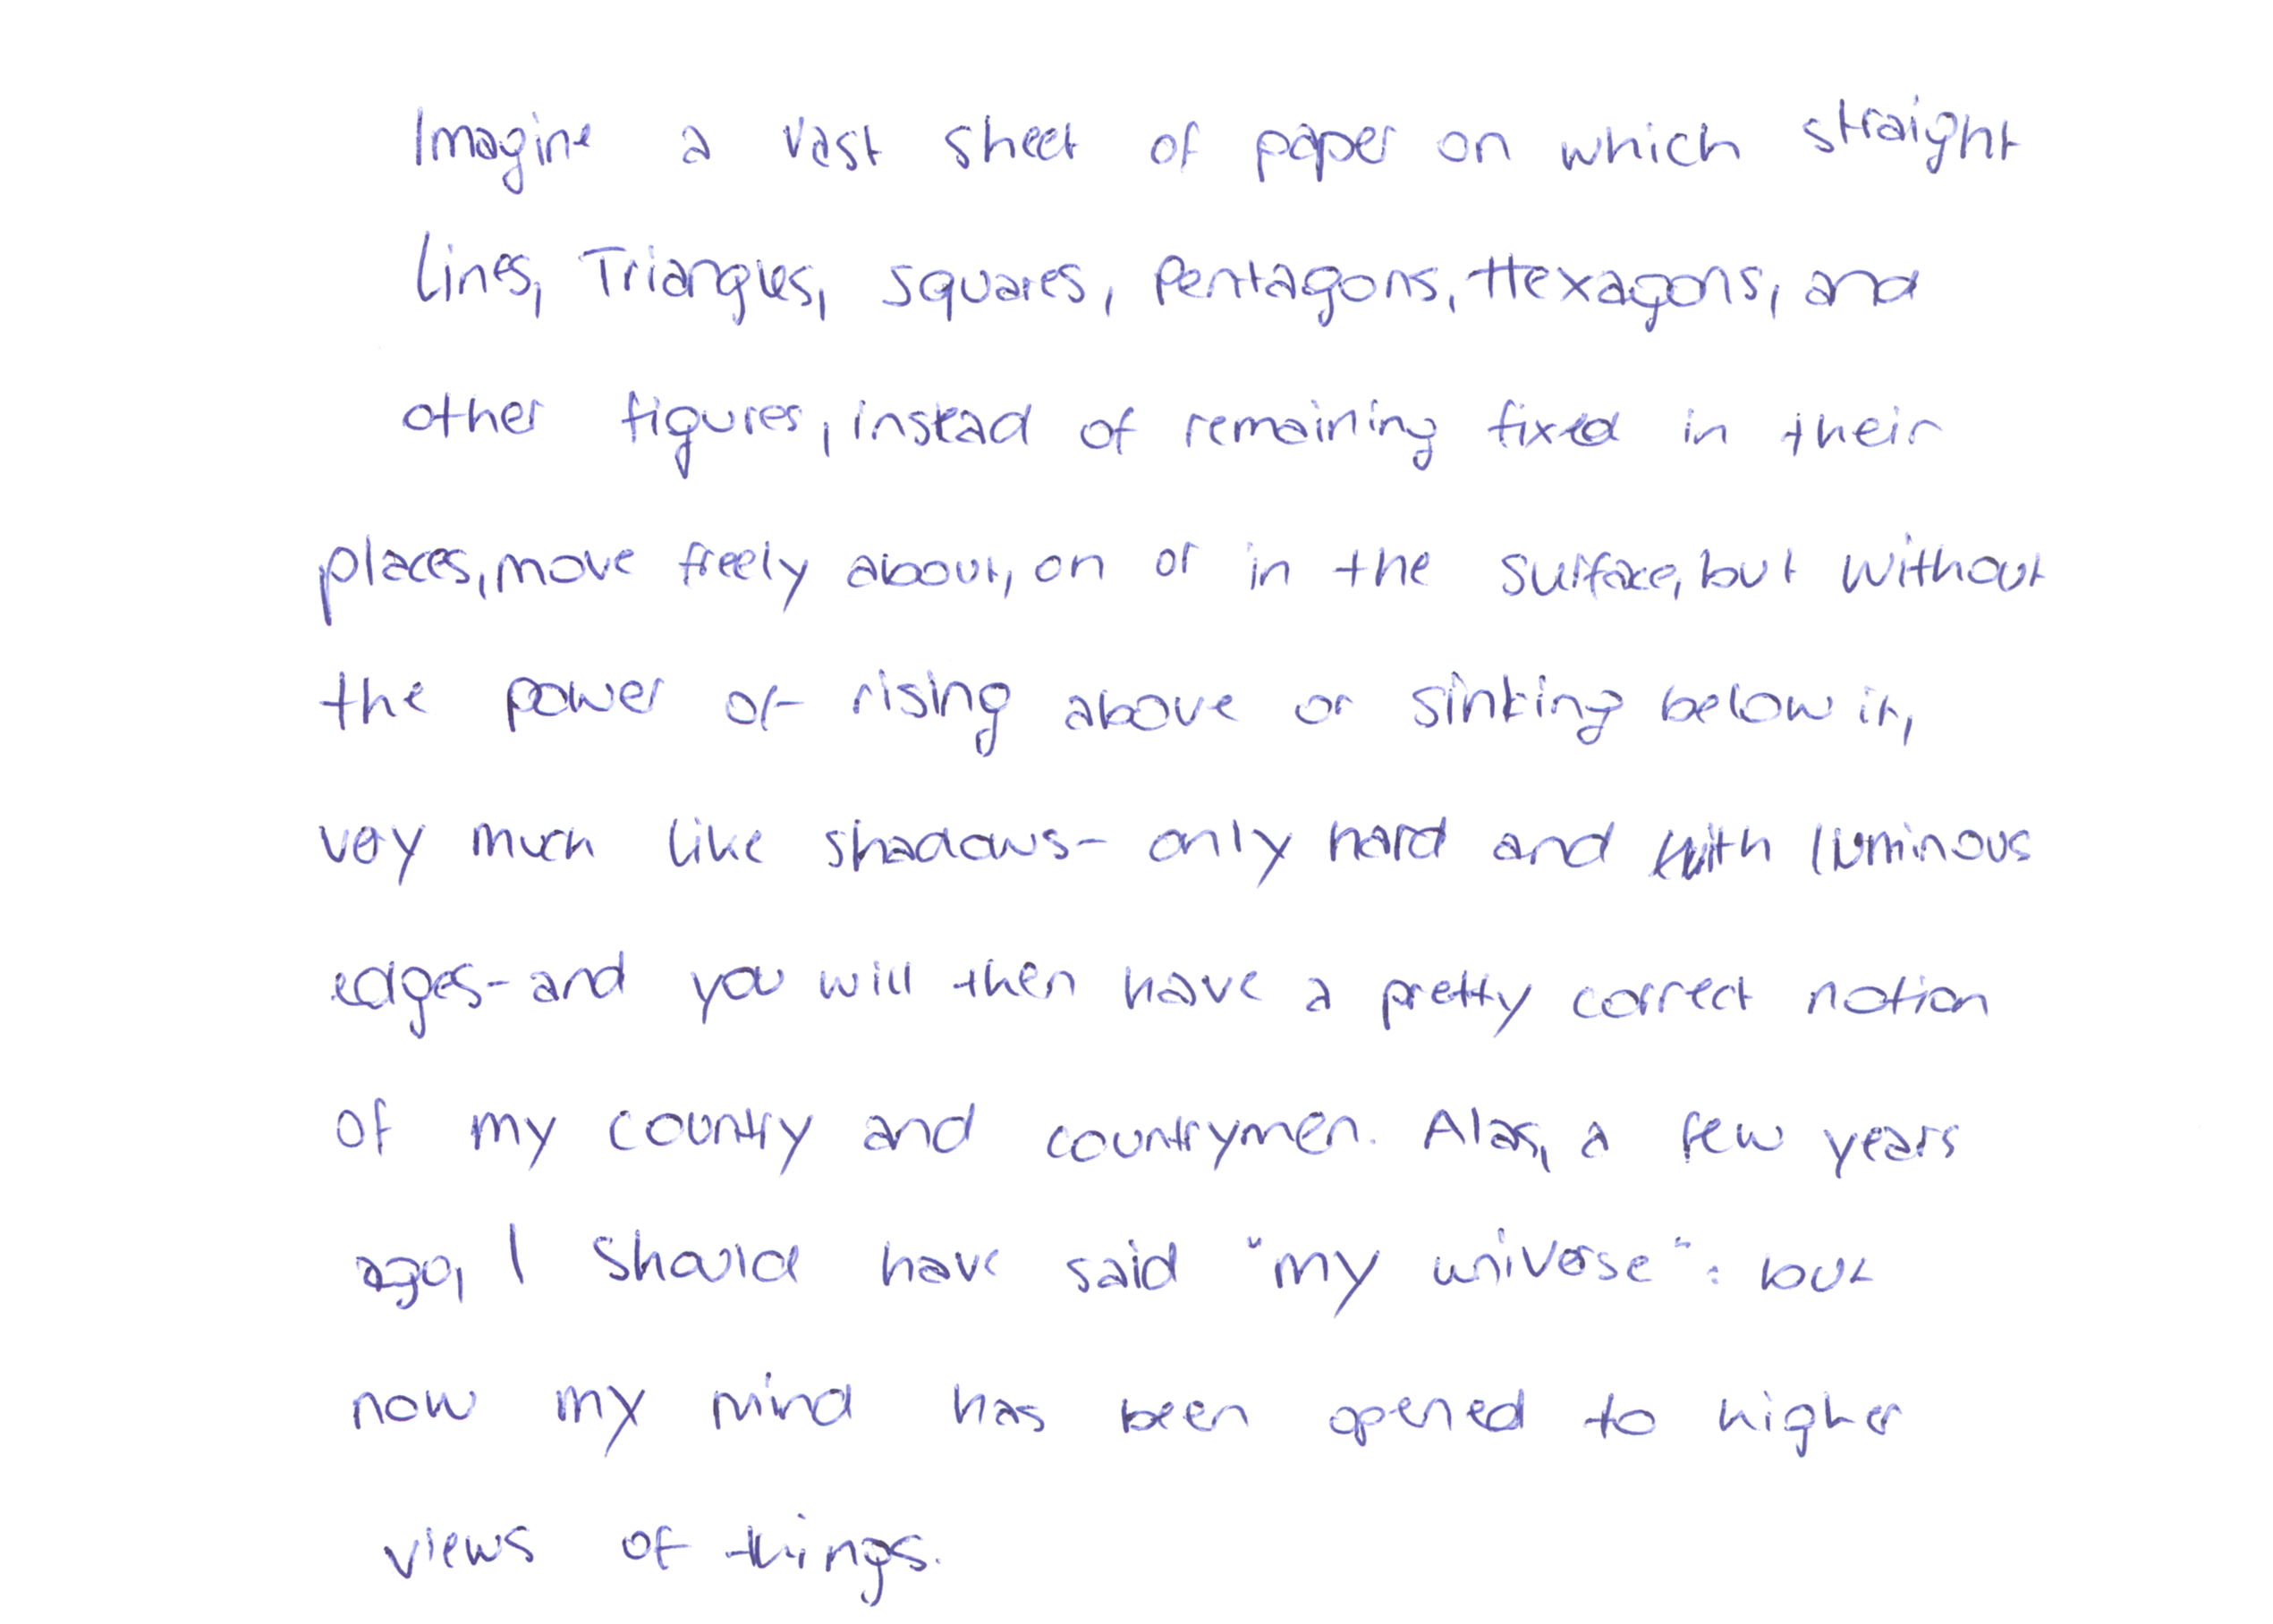 Imagine a vast sheet of paper on which straight
Lines, Triangles, Squares, Pentagons, Hexagons, and
other figures, instead of remaining fixed in their
places, move freely about, on or in the surface, but without
the power of rising above or sinking below it,
very much like shadows - only hard and with luminous
edges - and you will then have a pretty correct notion
of my country and countrymen. Alas, a few years
ago, I should have said "my universe": but
now my mind has been opened to higher
views of things.